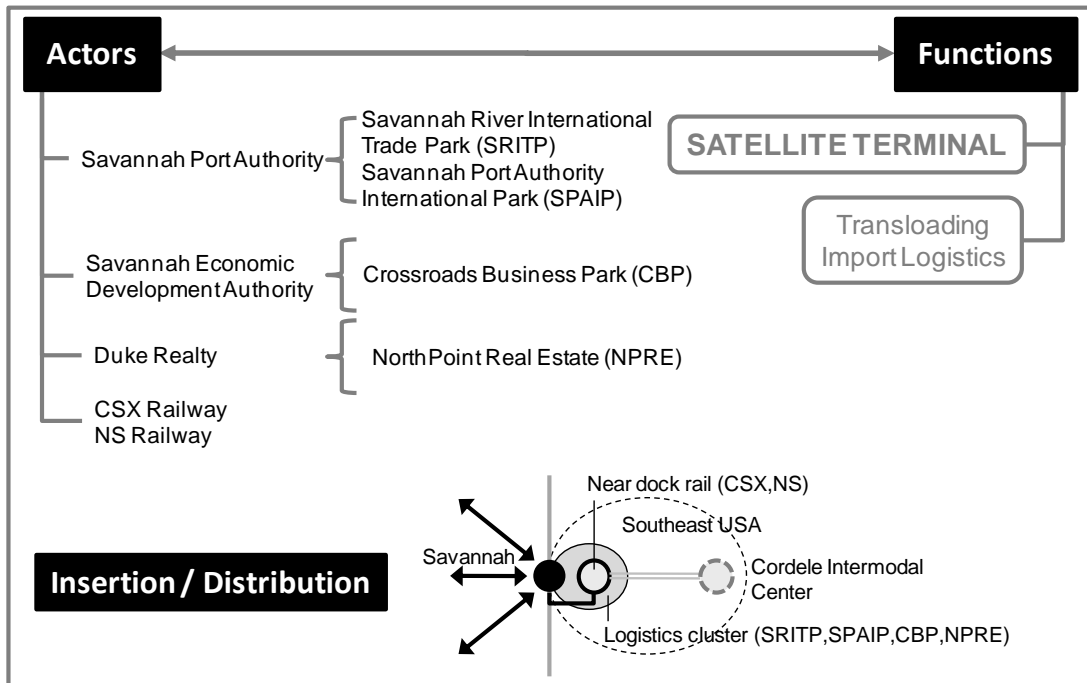 Actors
Functions
Savannah Port Authority
Savannah River International
Trade Park (SRITP)
Savannah Port Authority
International Park (SPAIP)
SATELLITE TERMINAL
Transloading
Import Logistics
Savannah Economic
Development Authority
Crossroads Business Park (CBP)
Duke Realty
NorthPoint Real Estate (NPRE)
CSX Railway
NS Railway
Near dock rail (CSX,NS)
Southeast USA
Savannah
Insertion / Distribution
Cordele Intermodal
Center
Logistics cluster (SRITP,SPAIP,CBP,NPRE)